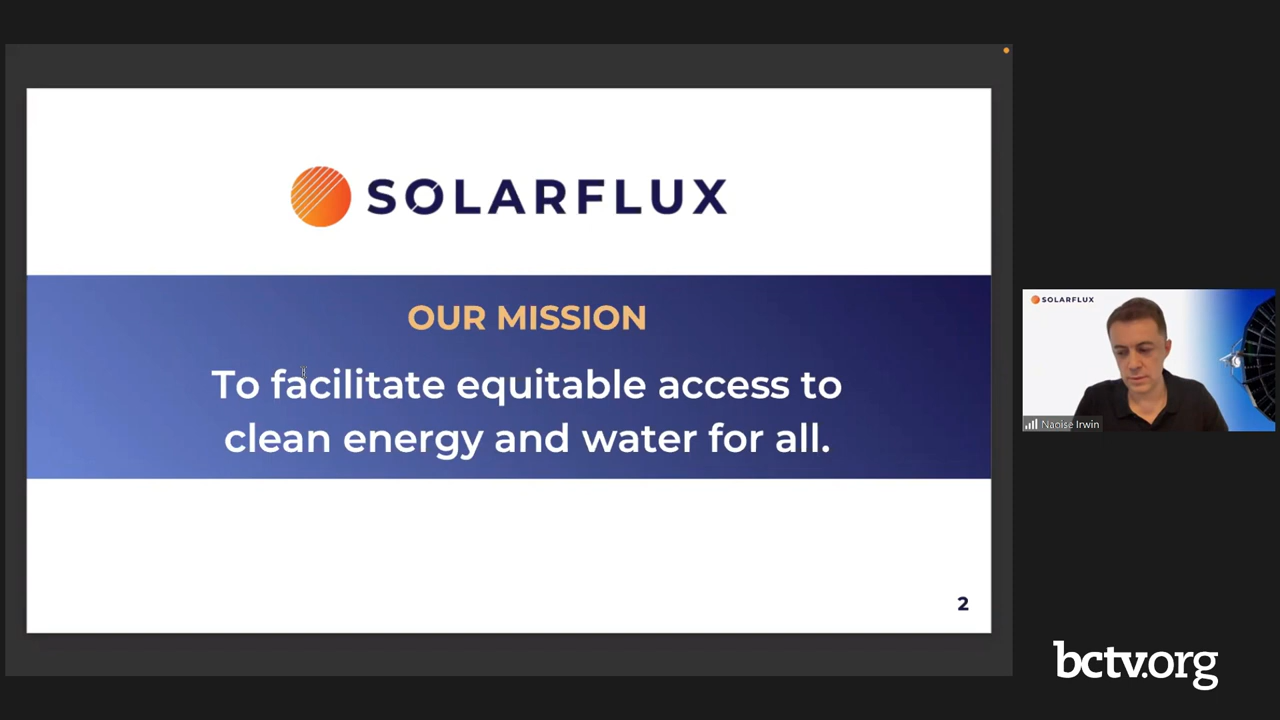 SOLARFLUX
OUR MISSION
To facilitate equitable access to
clean energy and water for all.
2
SOLARFLUX
Naoise Irwin
bctv.org